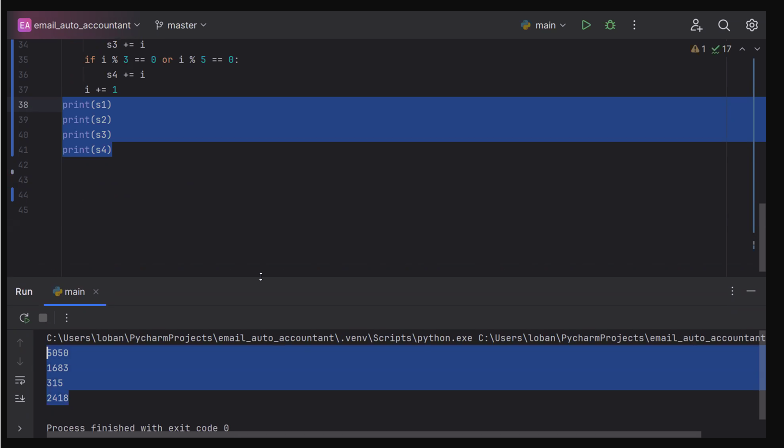 EA email_auto_accountant master main
34 s3 += i
35 if i % 3 == 0 or i % 5 == 0:
36 s4 += i
37 i += 1
38 print(s1)
39 print(s2)
40 print(s3)
41 print(s4)
42
43
44
45
1 17
Run main
C:\Users\loban\PycharmProjects\email_auto_accountant\.venv\Scripts\python.exe C:\Users\loban\PycharmProjects\email_auto_accountant
5050
1683
315
2418
Process finished with exit code 0